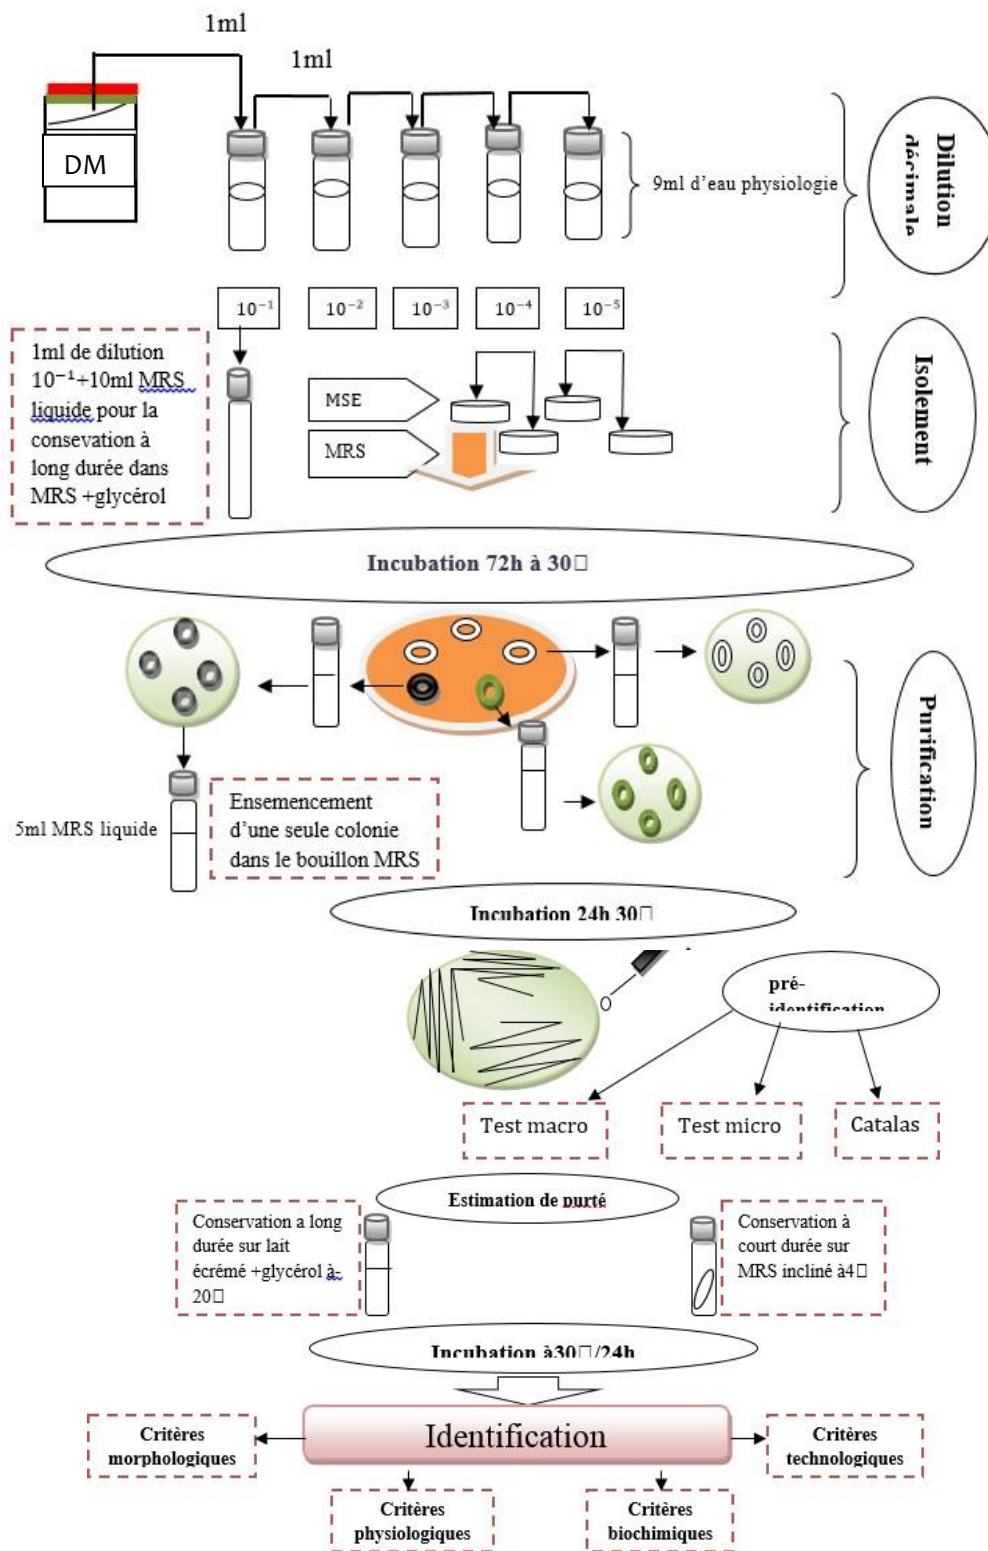 1ml
1ml
DM
9ml d'eau physiologie
Dilution
décimale
10⁻¹
10⁻²
10⁻³
10⁻⁴
10⁻⁵
1ml de dilution
10⁻¹+10ml MRS
liquide pour la
consevation à
long durée dans
MRS +glycérol
MSE
MRS
Isolement
Incubation 72h à 30□
5ml MRS liquide
Ensemencement
d'une seule colonie
dans le bouillon MRS
Purification
Incubation 24h 30□
pré-
identification
Test macro
Test micro
Catalas
Estimation de purté
Conservation a long
durée sur lait
écrémé +glycérol à-
20□
Conservation à
court durée sur
MRS incliné à4□
Incubation à30□/24h
Identification
Critères
morphologiques
Critères
technologiques
Critères
physiologiques
Critères
biochimiques